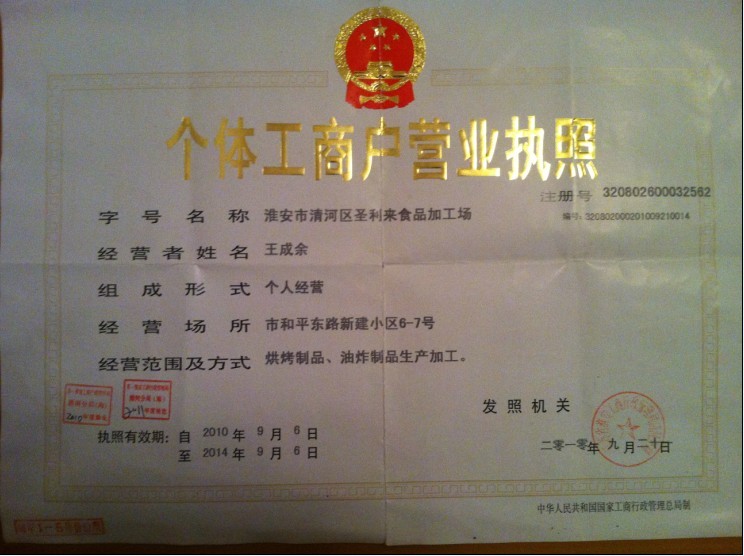 个体工商户营业执照
注册号 320802600032562
编号:320802000201009210014
字号名称 淮安市清河区圣利来食品加工场
经营者姓名 王成余
组成形式 个人经营
经营场所 市和平东路新建小区6-7号
经营范围及方式 烘烤制品、油炸制品生产加工。
发照机关
执照有效期: 自 2010 年 9 月 6 日
至 2014 年 9 月 6 日
二零一零年 九 月 二十 日
中华人民共和国国家工商行政管理总局制